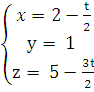 x = 2 − t/2
y = 1
z = 5 − 3t/2